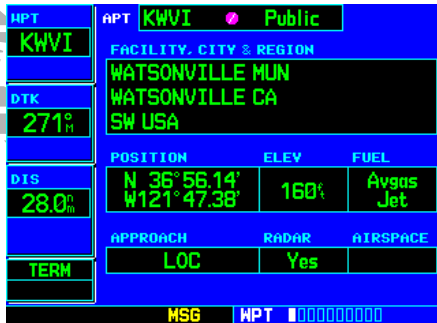 WPT
KWVI
DTK
271°M
DIS
28.0nm
TERM
APT KWVI Public
FACILITY, CITY & REGION
WATSONVILLE MUN
WATSONVILLE CA
SW USA
POSITION ELEV FUEL
N 36°56.14'
W121°47.38'
160ft
Avgas
Jet
APPROACH RADAR AIRSPACE
LOC Yes
MSG WPT